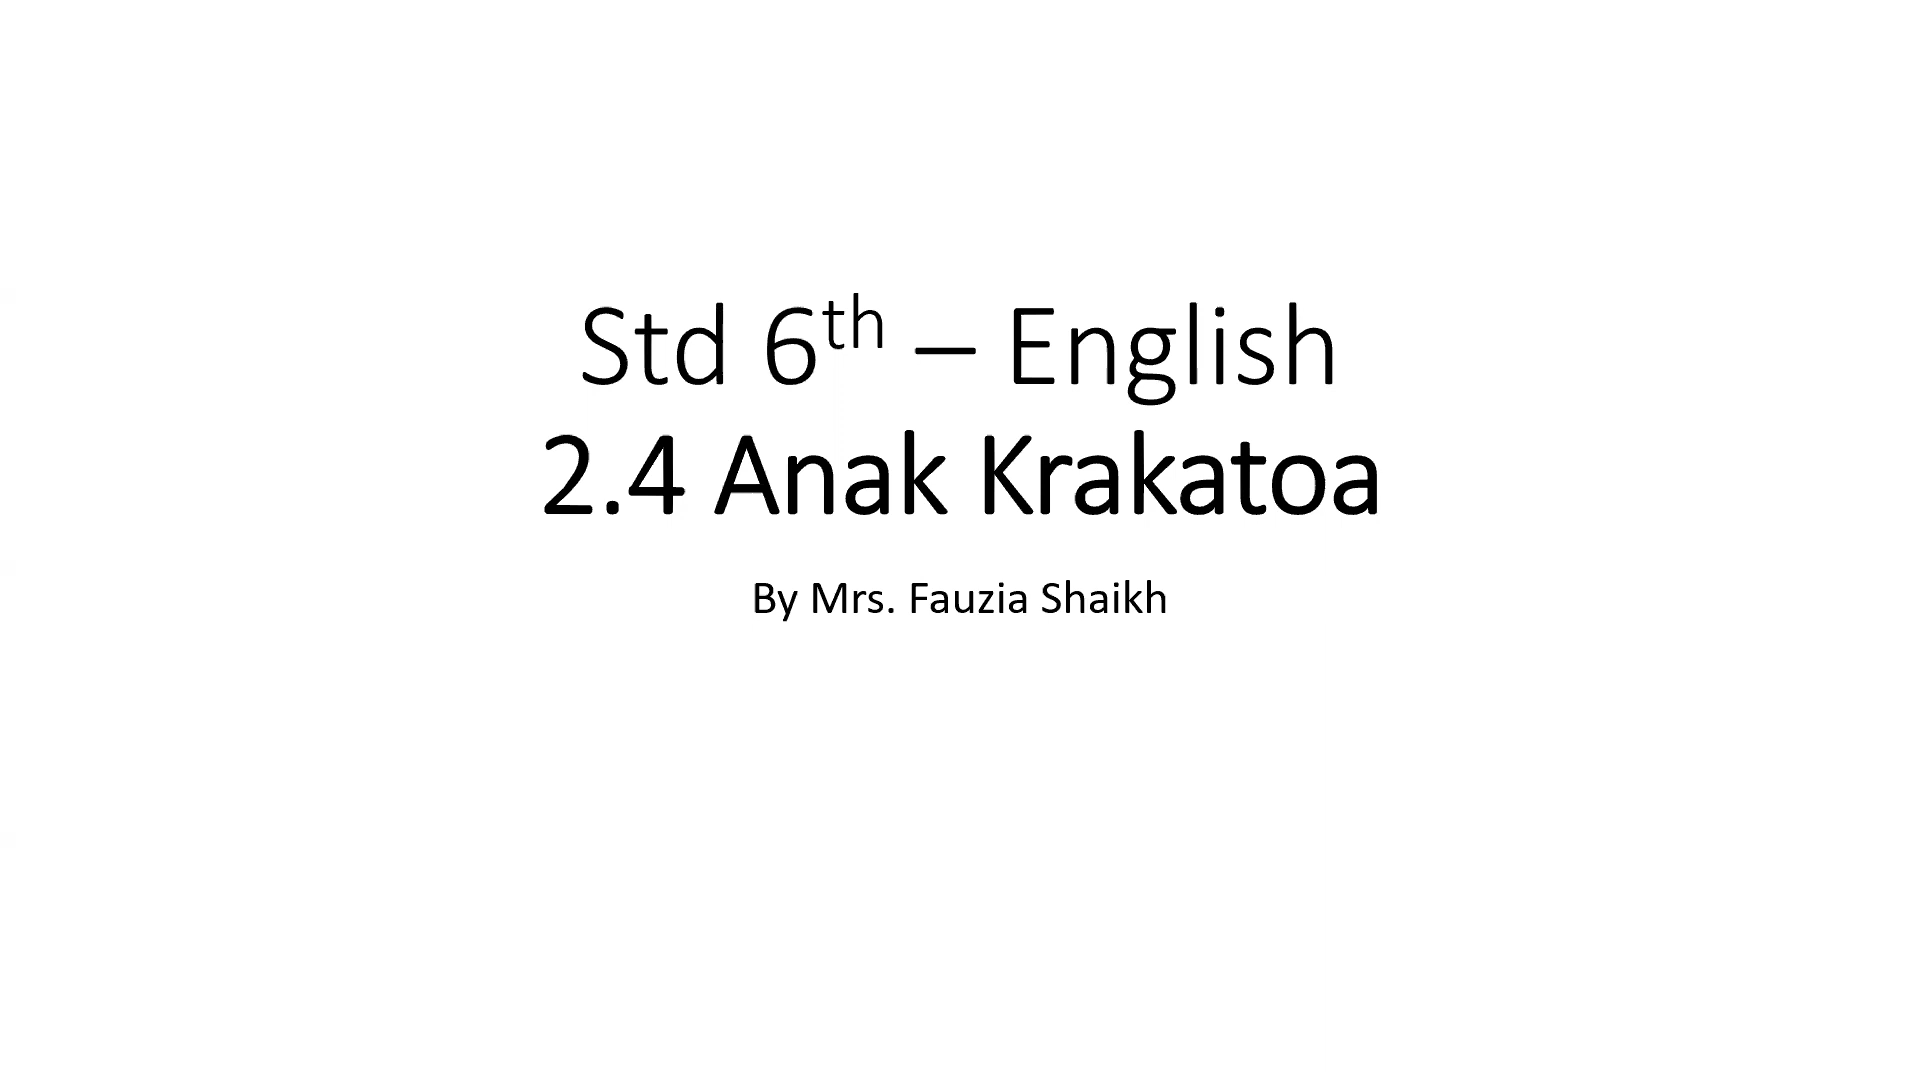 Std 6th – English
2.4 Anak Krakatoa
By Mrs. Fauzia Shaikh